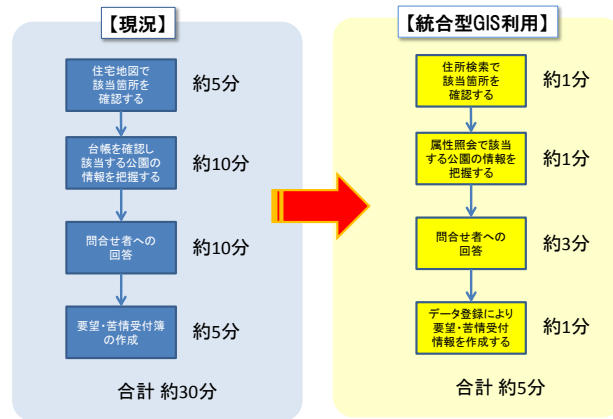 【現況】
住宅地図で
該当箇所を
確認する
約5分
台帳を確認し
該当する公園の
情報を把握する
約10分
問合せ者への
回答
約10分
要望・苦情受付簿
の作成
約5分
合計 約30分
【統合型GIS利用】
住所検索で
該当箇所を
確認する
約1分
属性照会で該当
する公園の情報を
把握する
約1分
問合せ者への
回答
約3分
データ登録により
要望・苦情受付
情報を作成する
約1分
合計 約5分